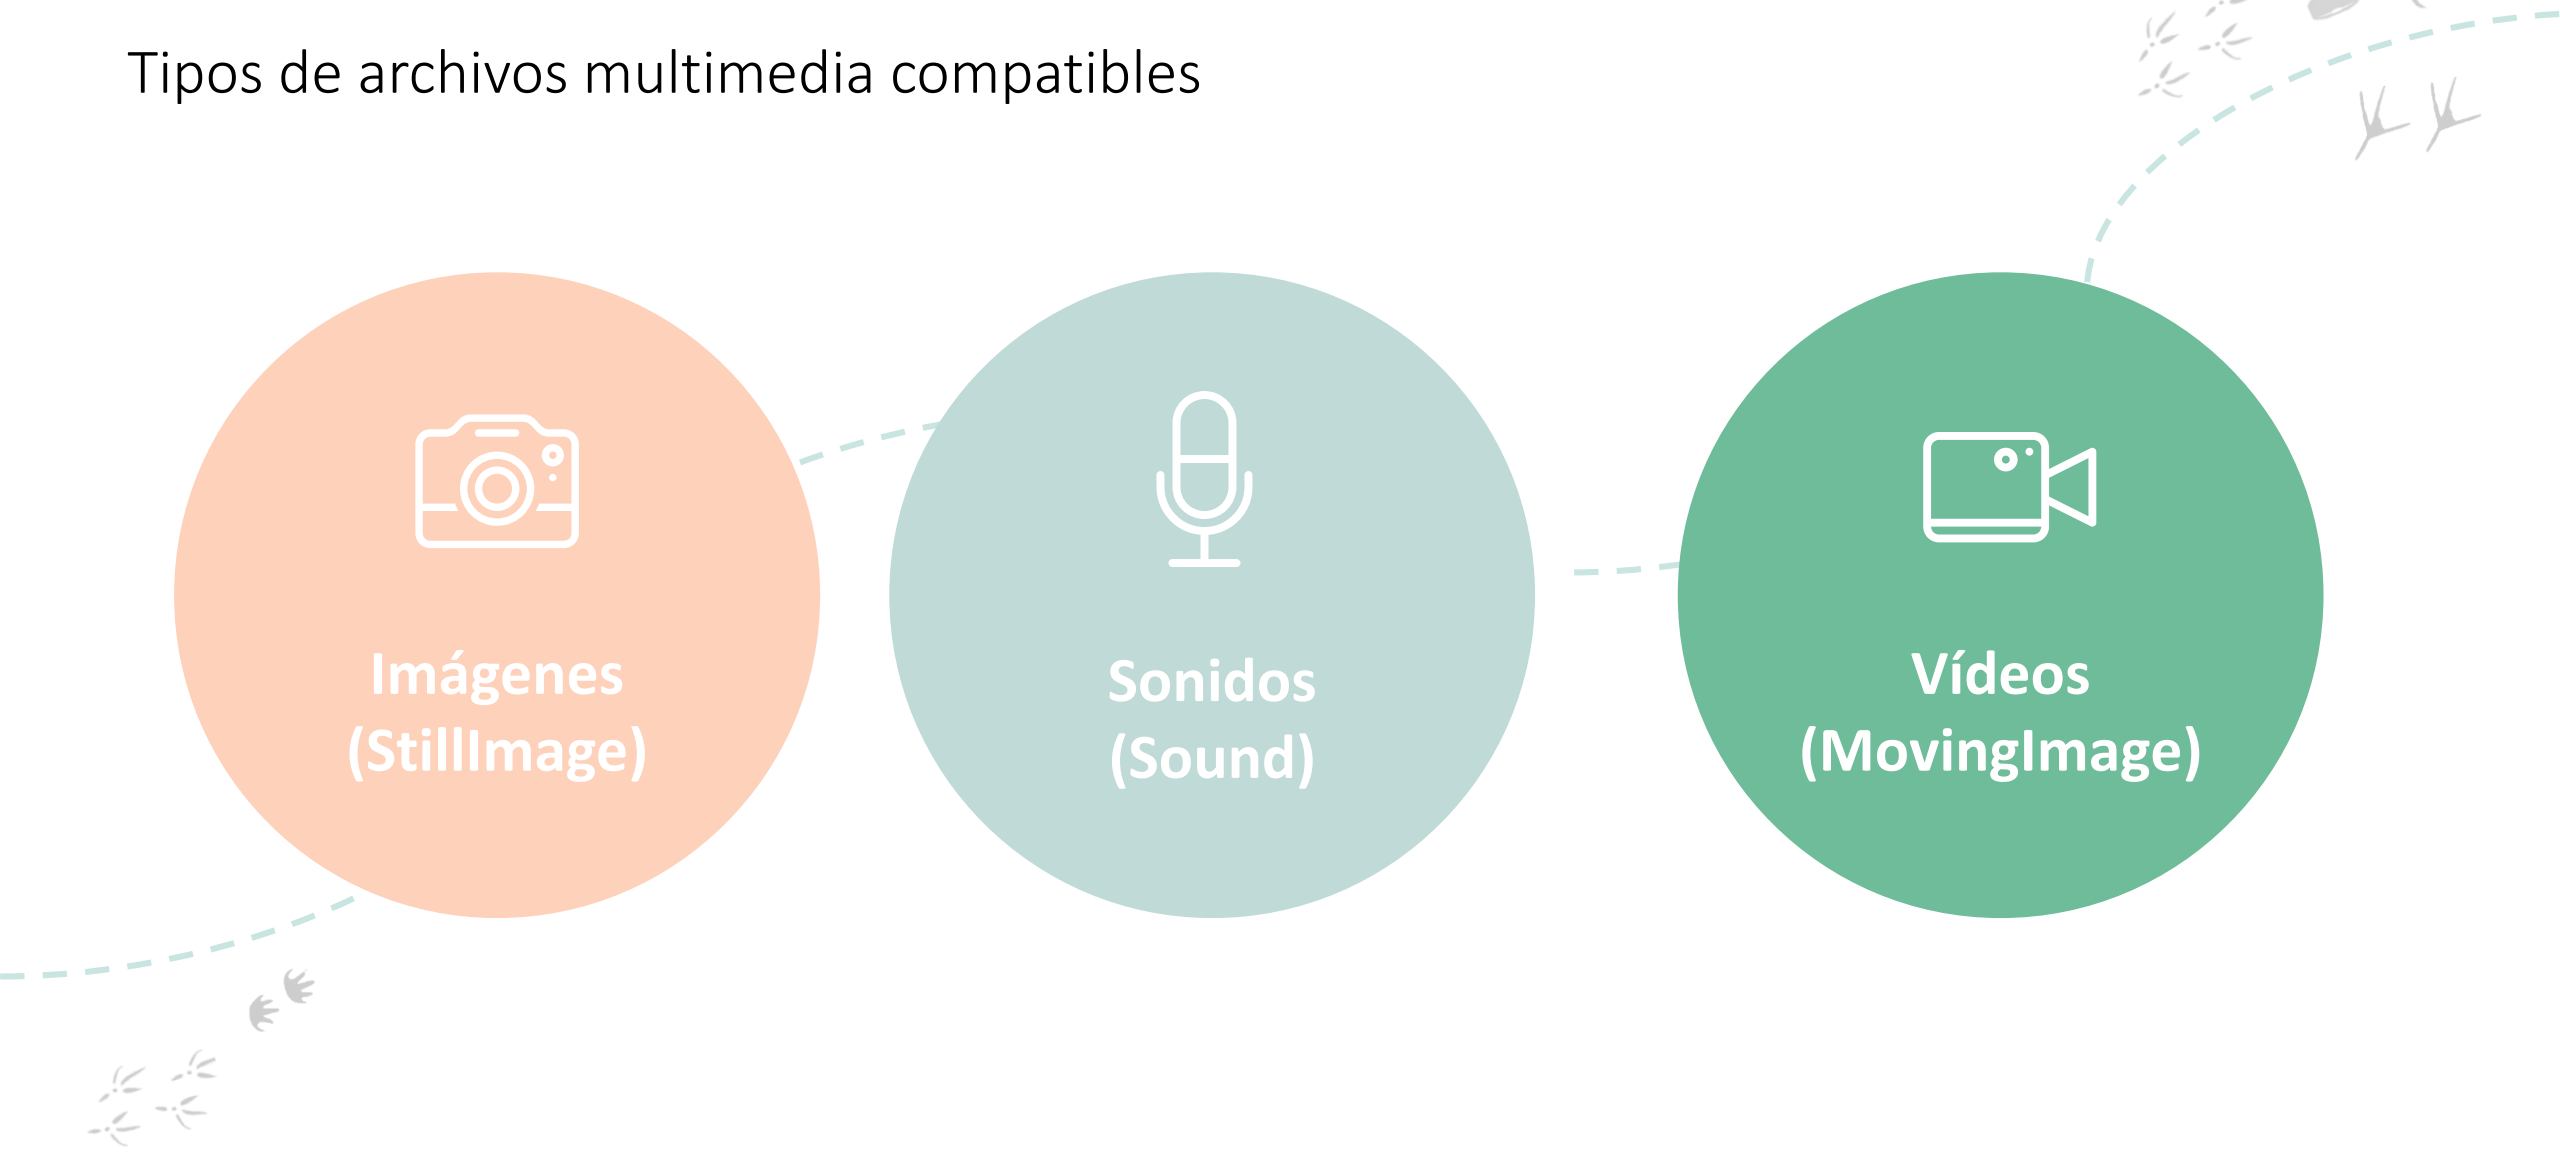 Tipos de archivos multimedia compatibles
Imágenes
(StillImage)
Sonidos
(Sound)
Vídeos
(MovingImage)